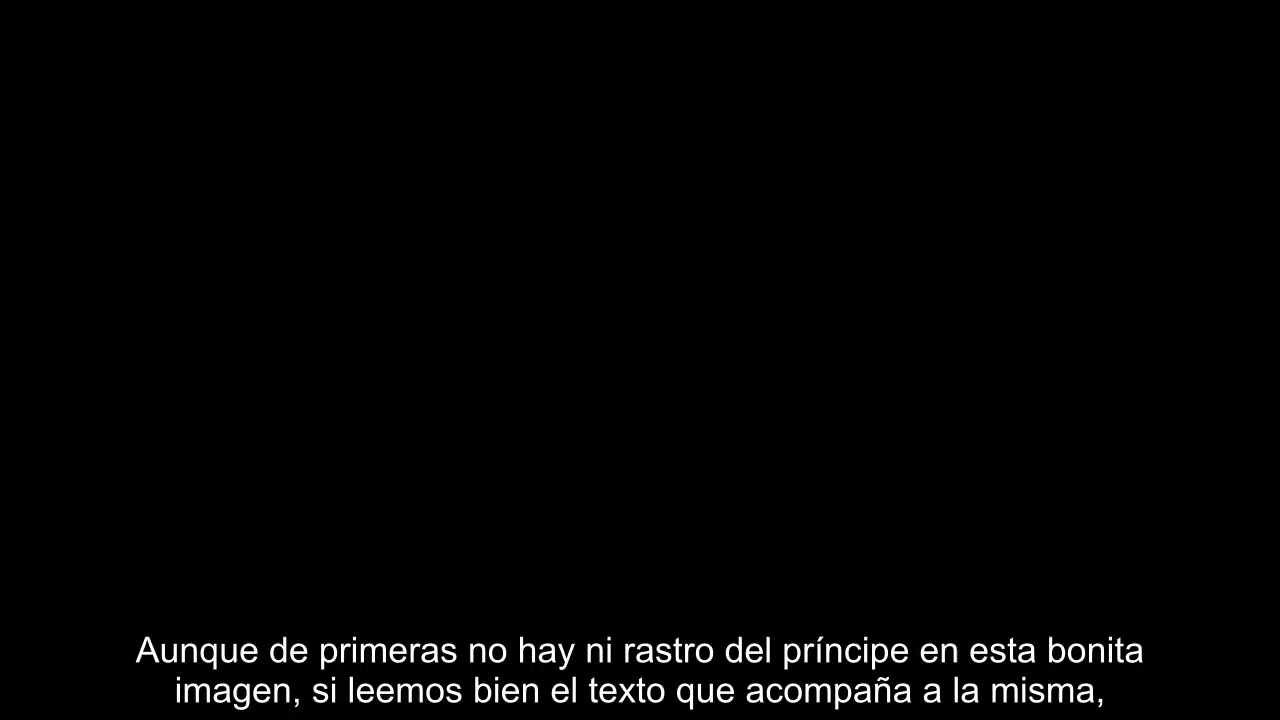 Aunque de primeras no hay ni rastro del príncipe en esta bonita
imagen, si leemos bien el texto que acompaña a la misma,